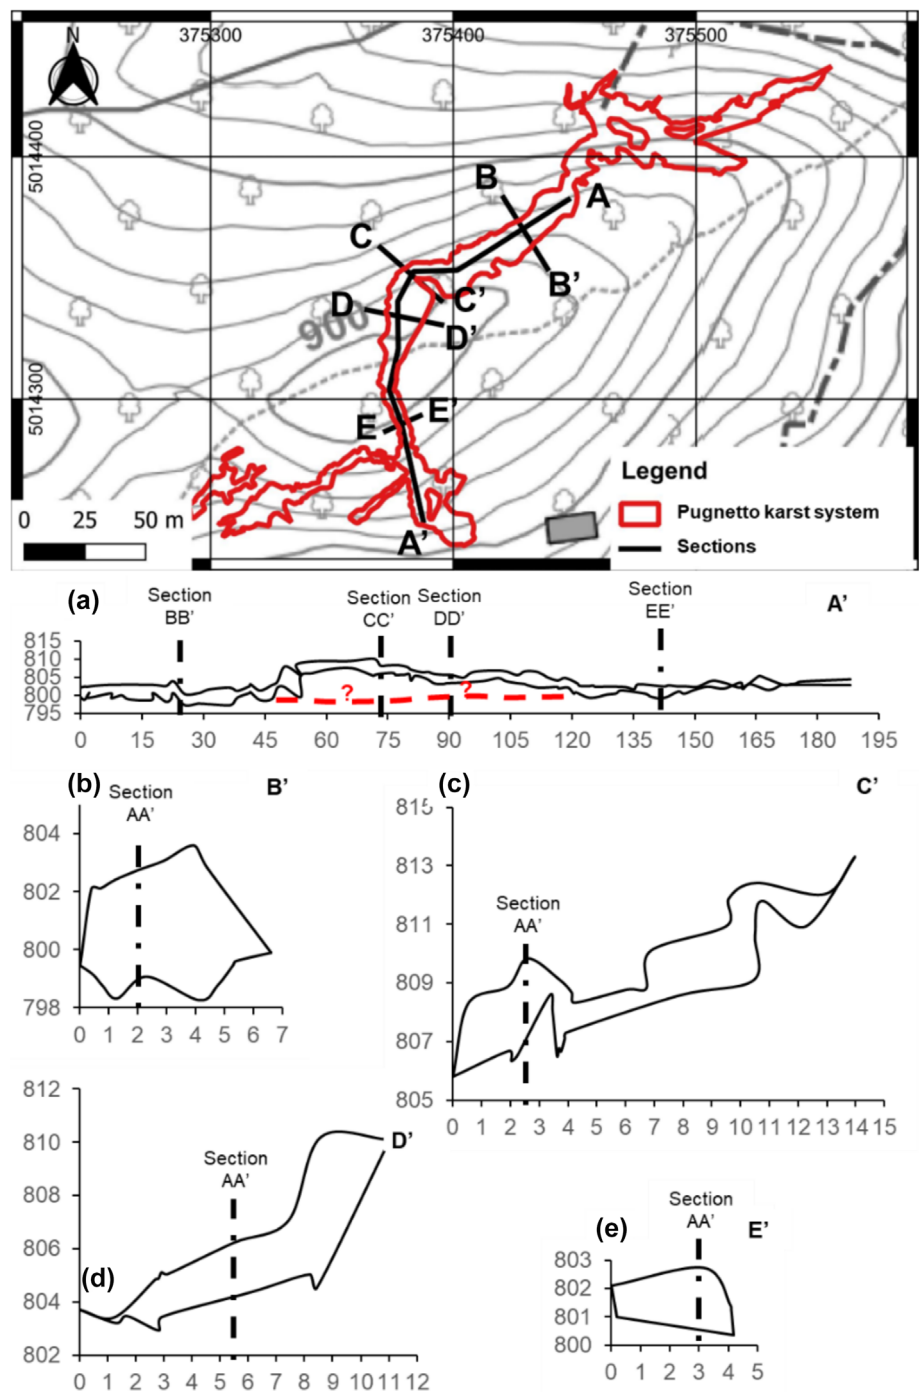 N
375300
375400
375500
5014400
5014300
B
A
C
B'
C'
D
D'
900
E'
E
A'
Legend
Pugnetto karst system
Sections
0 25 50 m
(a)
Section
BB'
Section
CC'
Section
DD'
Section
EE'
A'
815
810
805
800
795
?
?
0 15 30 45 60 75 90 105 120 135 150 165 180 195
(b)
Section
AA'
B'
804
802
800
798
0 1 2 3 4 5 6 7
(c)
C'
815
813
811
809
807
805
Section
AA'
0 1 2 3 4 5 6 7 8 9 10 11 12 13 14 15
812
810
808
806
804
802
D'
Section
AA'
(d)
0 1 2 3 4 5 6 7 8 9 10 11 12
(e)
Section
AA'
E'
803
802
801
800
0 1 2 3 4 5